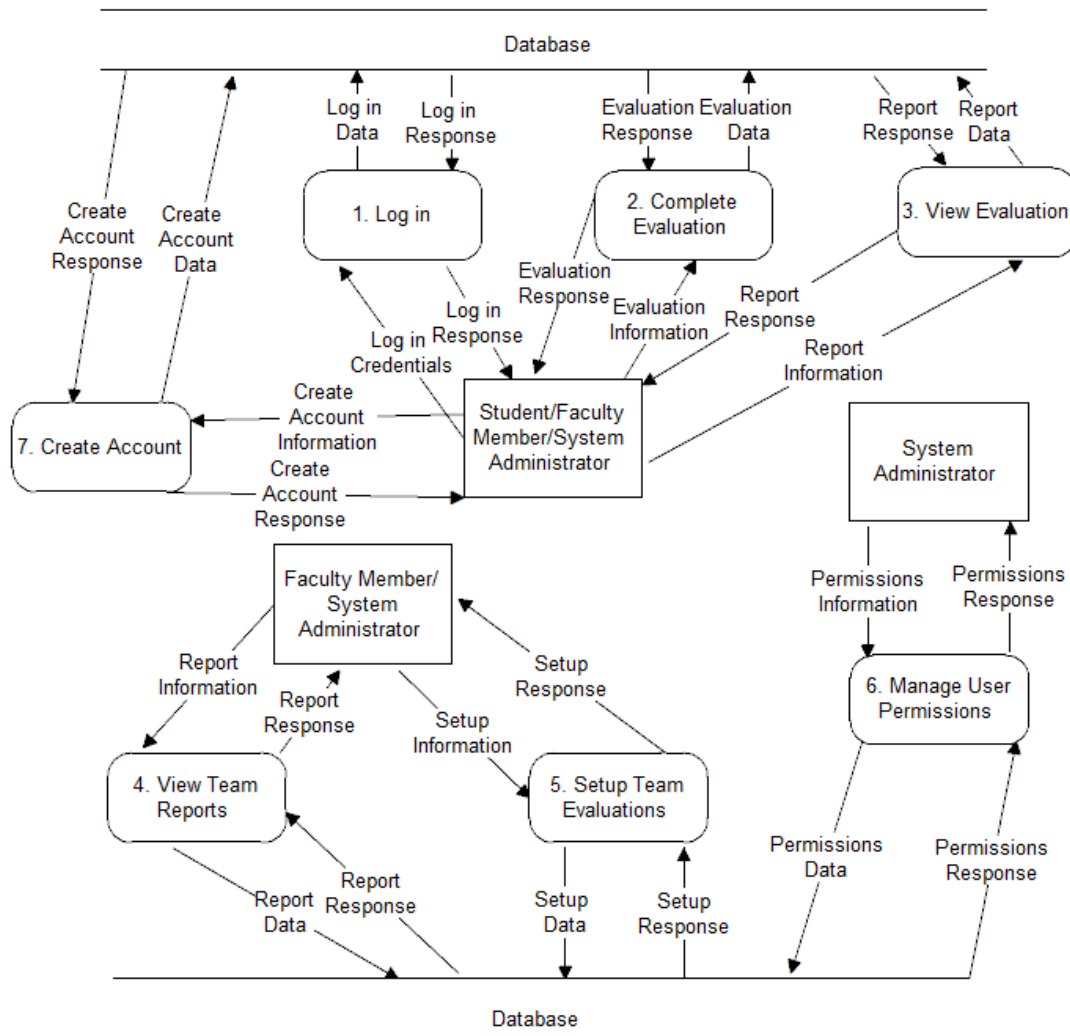 Database
Log in
Data
Log in
Response
Evaluation
Response
Evaluation
Data
Report
Response
Report
Data
Create
Account
Response
Create
Account
Data
1. Log in
2. Complete
Evaluation
3. View Evaluation
Log in
Credentials
Log in
Response
Evaluation
Response
Evaluation
Information
Report
Response
Report
Information
7. Create Account
Create
Account
Information
Create
Account
Response
Student/Faculty
Member/System
Administrator
System
Administrator
Faculty Member/
System
Administrator
Permissions
Information
Permissions
Response
Report
Information
Report
Response
Setup
Information
Setup
Response
6. Manage User
Permissions
4. View Team
Reports
5. Setup Team
Evaluations
Report
Data
Report
Response
Setup
Data
Setup
Response
Permissions
Data
Permissions
Response
Database